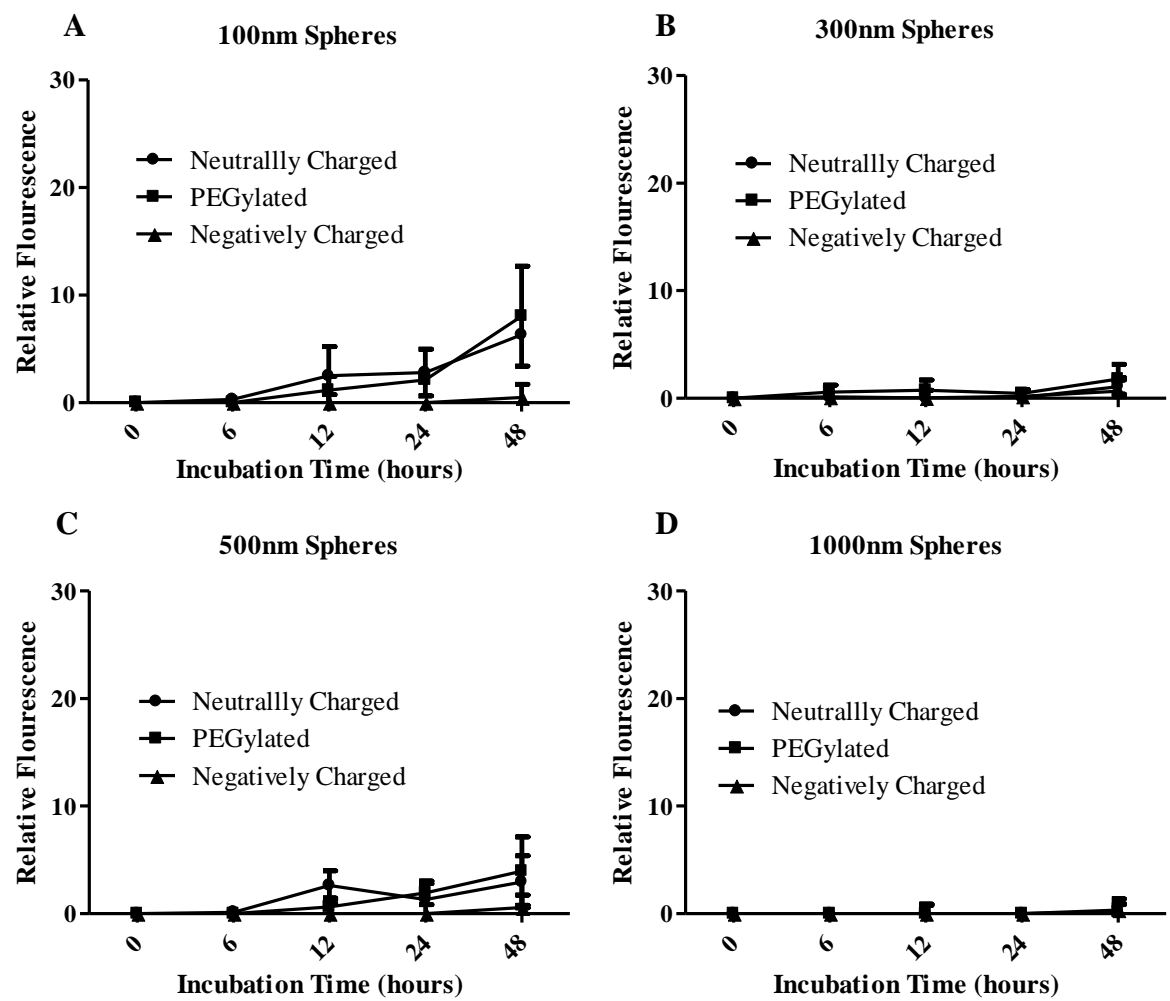 A
100nm Spheres
30
20
10
0
Relative Flourescence
Neutrallly Charged
PEGylated
Negatively Charged
0 6 12 24 48
Incubation Time (hours)
B
300nm Spheres
30
20
10
0
Relative Flourescence
Neutrallly Charged
PEGylated
Negatively Charged
0 6 12 24 48
Incubation Time (hours)
C
500nm Spheres
30
20
10
0
Relative Flourescence
Neutrallly Charged
PEGylated
Negatively Charged
0 6 12 24 48
Incubation Time (hours)
D
1000nm Spheres
30
20
10
0
Relative Flourescence
Neutrallly Charged
PEGylated
Negatively Charged
0 6 12 24 48
Incubation Time (hours)